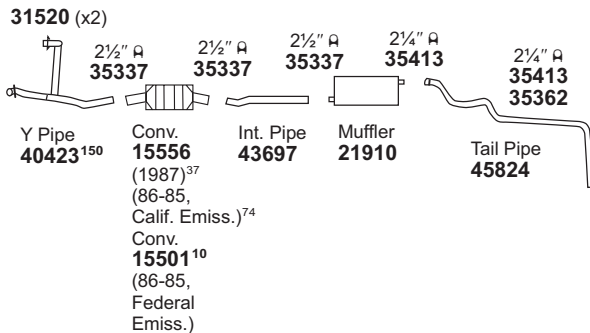 31520 (x2)
2½″
35337
2½″
35337
2½″
35337
2¼″
35413
2¼″
35413
35362
Y Pipe
40423¹⁵⁰
Conv.
15556
(1987)³⁷
(86-85,
Calif. Emiss.)⁷⁴
Conv.
15501¹⁰
(86-85,
Federal
Emiss.)
Int. Pipe
43697
Muffler
21910
Tail Pipe
45824